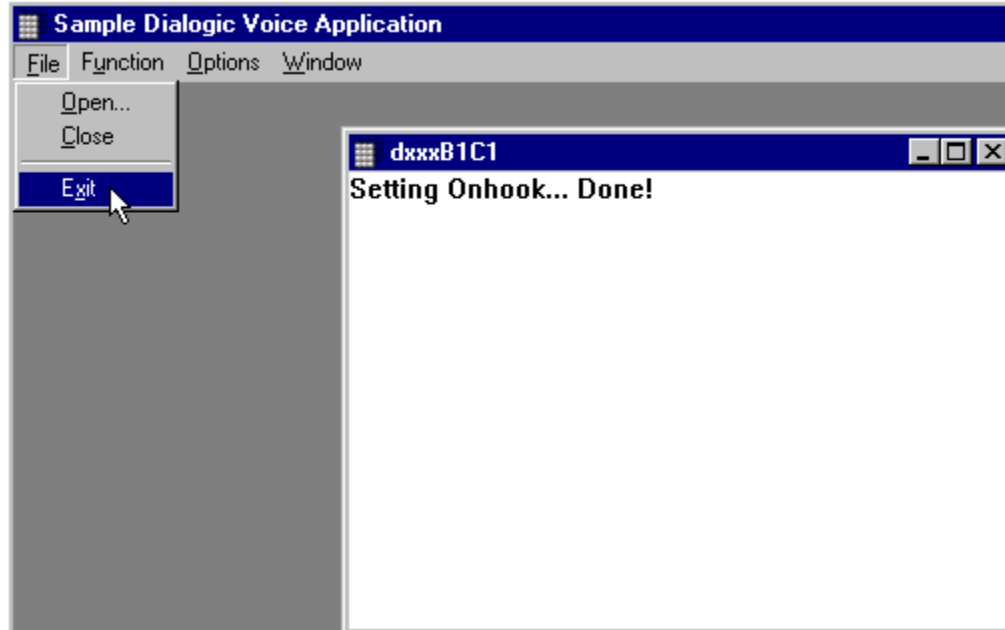 Sample Dialogic Voice Application
File Function Options Window
Open...
Close
Exit
dxxxB1C1
Setting Onhook... Done!